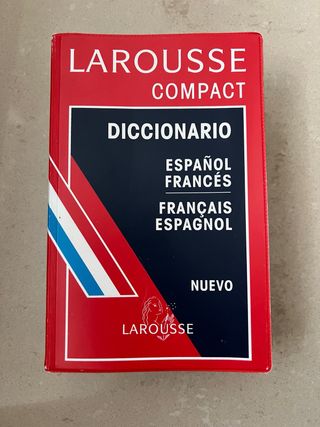 LAROUSSE
COMPACT
DICCIONARIO
ESPAÑOL
FRANCÉS
FRANÇAIS
ESPAGNOL
NUEVO
LAROUSSE